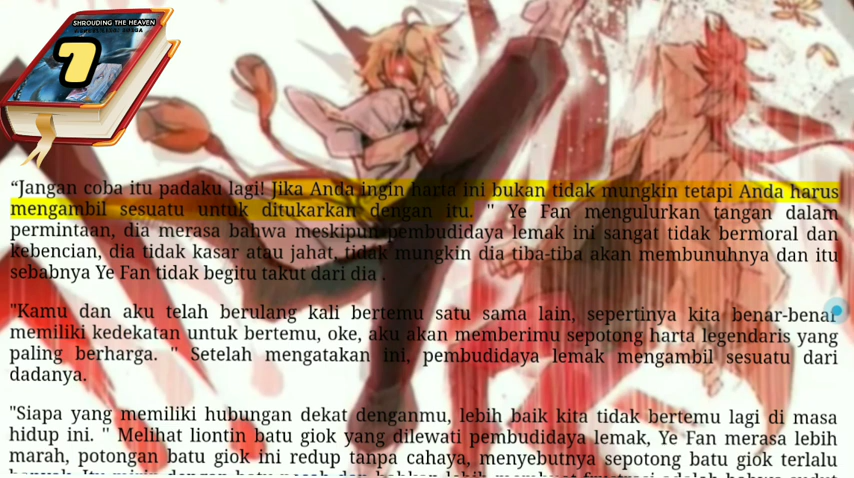 SHROUDING THE HEAVEN
7
“Jangan coba itu padaku lagi! Jika Anda ingin harta ini bukan tidak mungkin tetapi Anda harus
mengambil sesuatu untuk ditukarkan dengan itu. " Ye Fan mengulurkan tangan dalam
permintaan, dia merasa bahwa meskipun pembudidaya lemak ini sangat tidak bermoral dan
kebencian, dia tidak kasar atau jahat, tidak mungkin dia tiba-tiba akan membunuhnya dan itu
sebabnya Ye Fan tidak begitu takut dari dia .
"Kamu dan aku telah berulang kali bertemu satu sama lain, sepertinya kita benar-benar
memiliki kedekatan untuk bertemu, oke, aku akan memberimu sepotong harta legendaris yang
paling berharga. " Setelah mengatakan ini, pembudidaya lemak mengambil sesuatu dari
dadanya.
"Siapa yang memiliki hubungan dekat denganmu, lebih baik kita tidak bertemu lagi di masa
hidup ini. " Melihat liontin batu giok yang dilewati pembudidaya lemak, Ye Fan merasa lebih
marah, potongan batu giok ini redup tanpa cahaya, menyebutnya sepotong batu giok terlalu